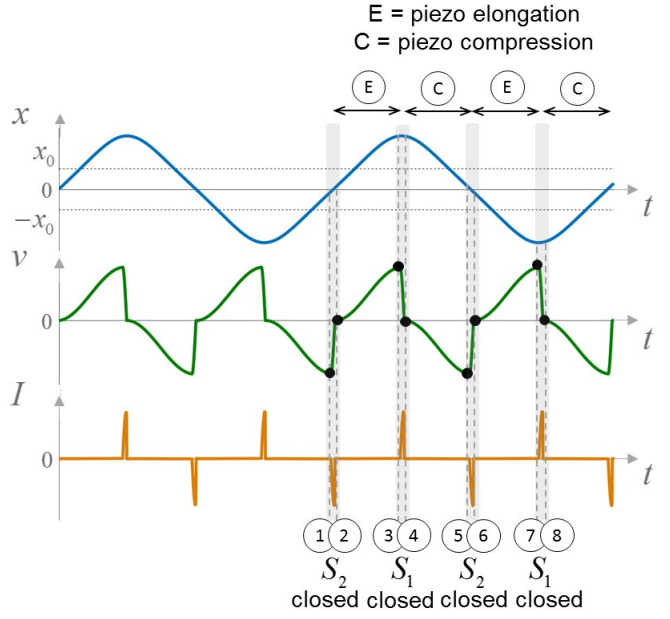 E = piezo elongation
C = piezo compression
E C E C
x
x₀
0
−x₀
t
v
0
t
I
0
t
1 2 3 4 5 6 7 8
S₂ S₁ S₂ S₁
closed closed closed closed